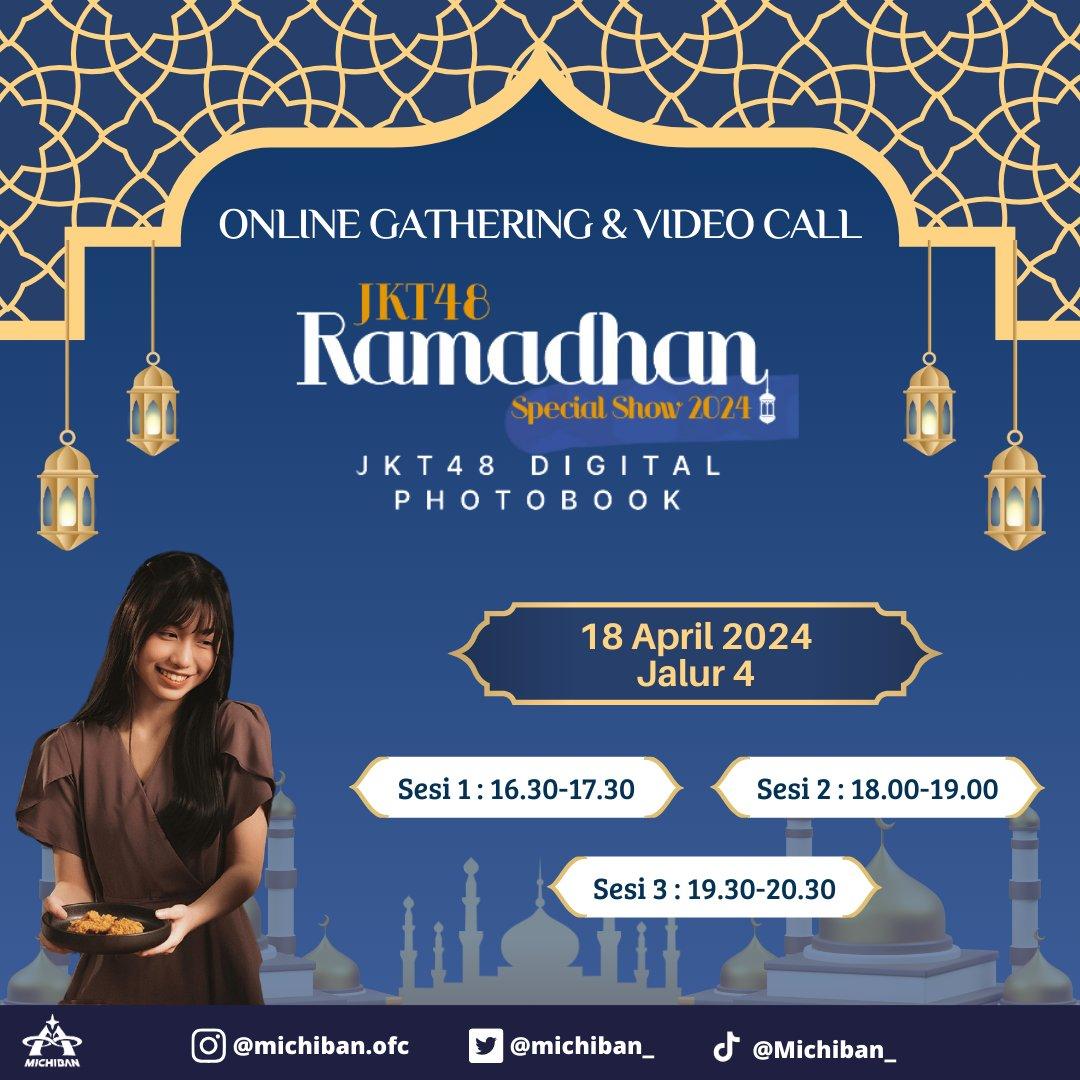 ONLINE GATHERING & VIDEO CALL
JKT48
Ramadhan
Special Show 2024
JKT48 DIGITAL
PHOTOBOOK
18 April 2024
Jalur 4
Sesi 1 : 16.30-17.30
Sesi 2 : 18.00-19.00
Sesi 3 : 19.30-20.30
MICHIBAN
@michiban.ofc
@michiban_
@Michiban_